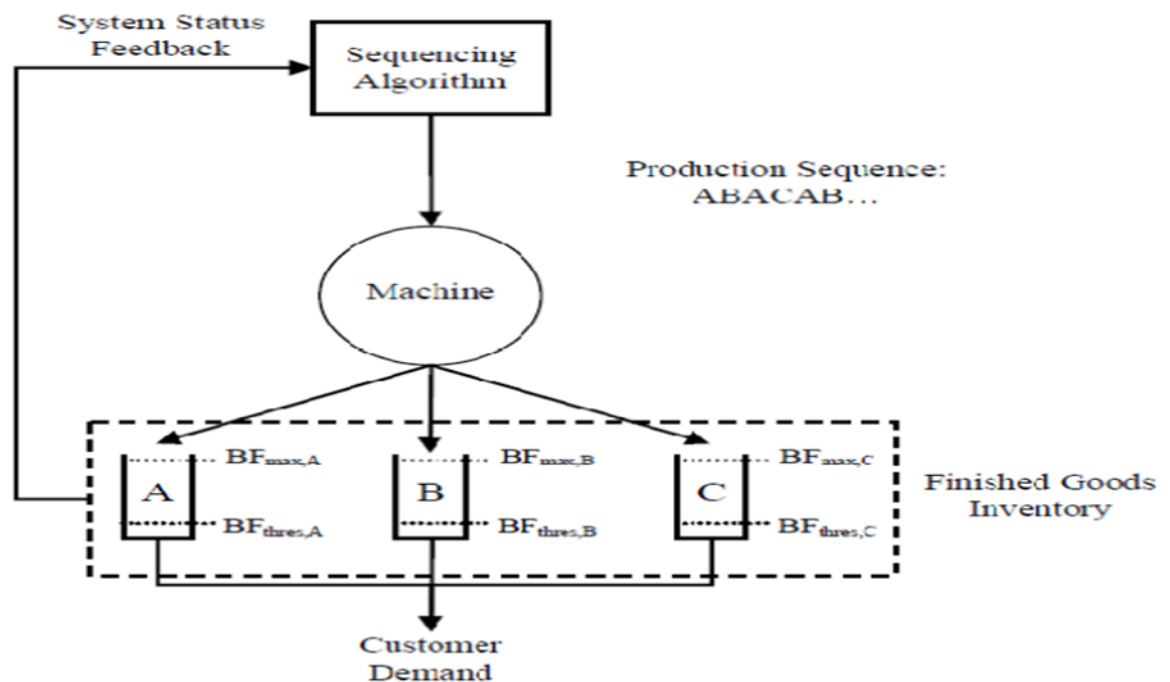 System Status
Feedback
Sequencing
Algorithm
Production Sequence:
ABACAB...
Machine
A
BFmax,A
BFthres,A
B
BFmax,B
BFthres,B
C
BFmax,C
BFthres,C
Finished Goods
Inventory
Customer
Demand